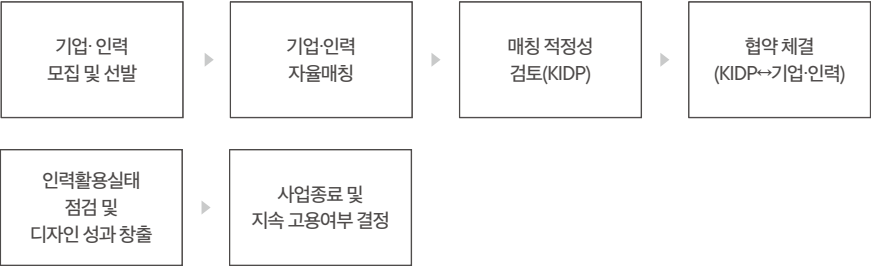 기업· 인력
모집 및 선발
기업·인력
자율매칭
매칭 적정성
검토(KIDP)
협약 체결
(KIDP↔기업·인력)
인력활용실태
점검 및
디자인 성과 창출
사업종료 및
지속 고용여부 결정